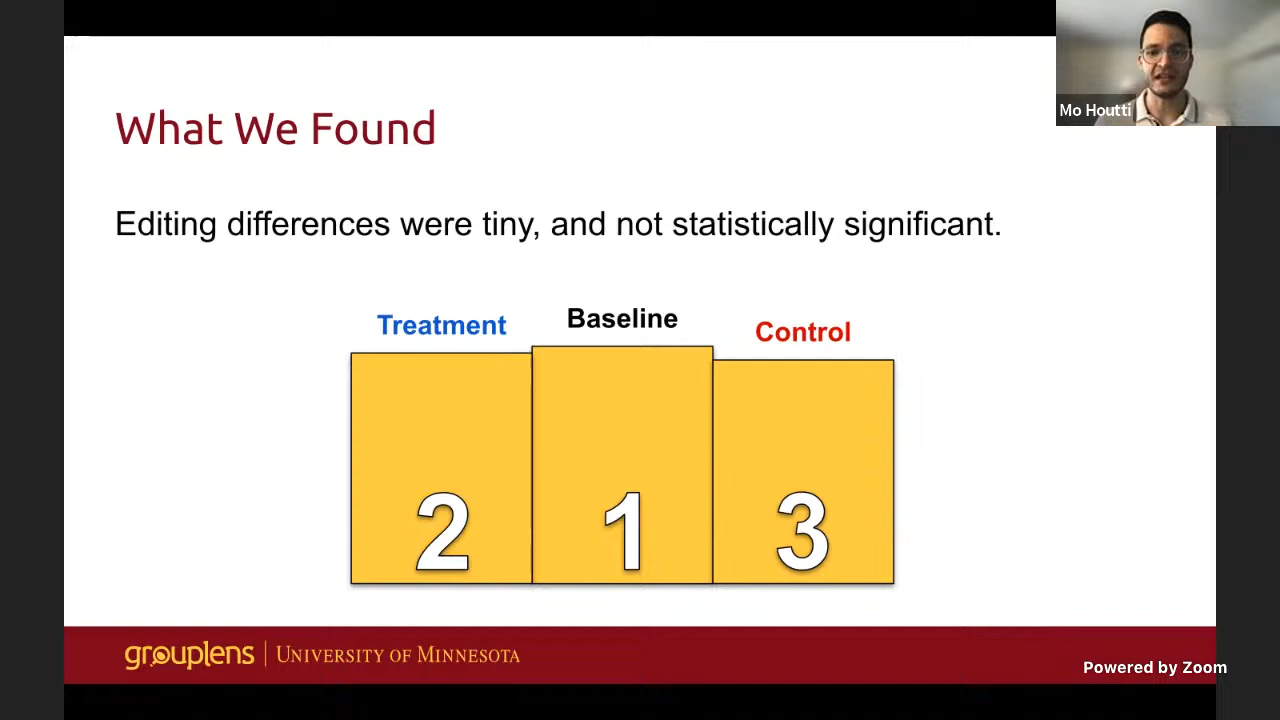 Mo Houtti
What We Found
Editing differences were tiny, and not statistically significant.
Treatment
Baseline
Control
2
1
3
grouplens | UNIVERSITY OF MINNESOTA
Powered by Zoom